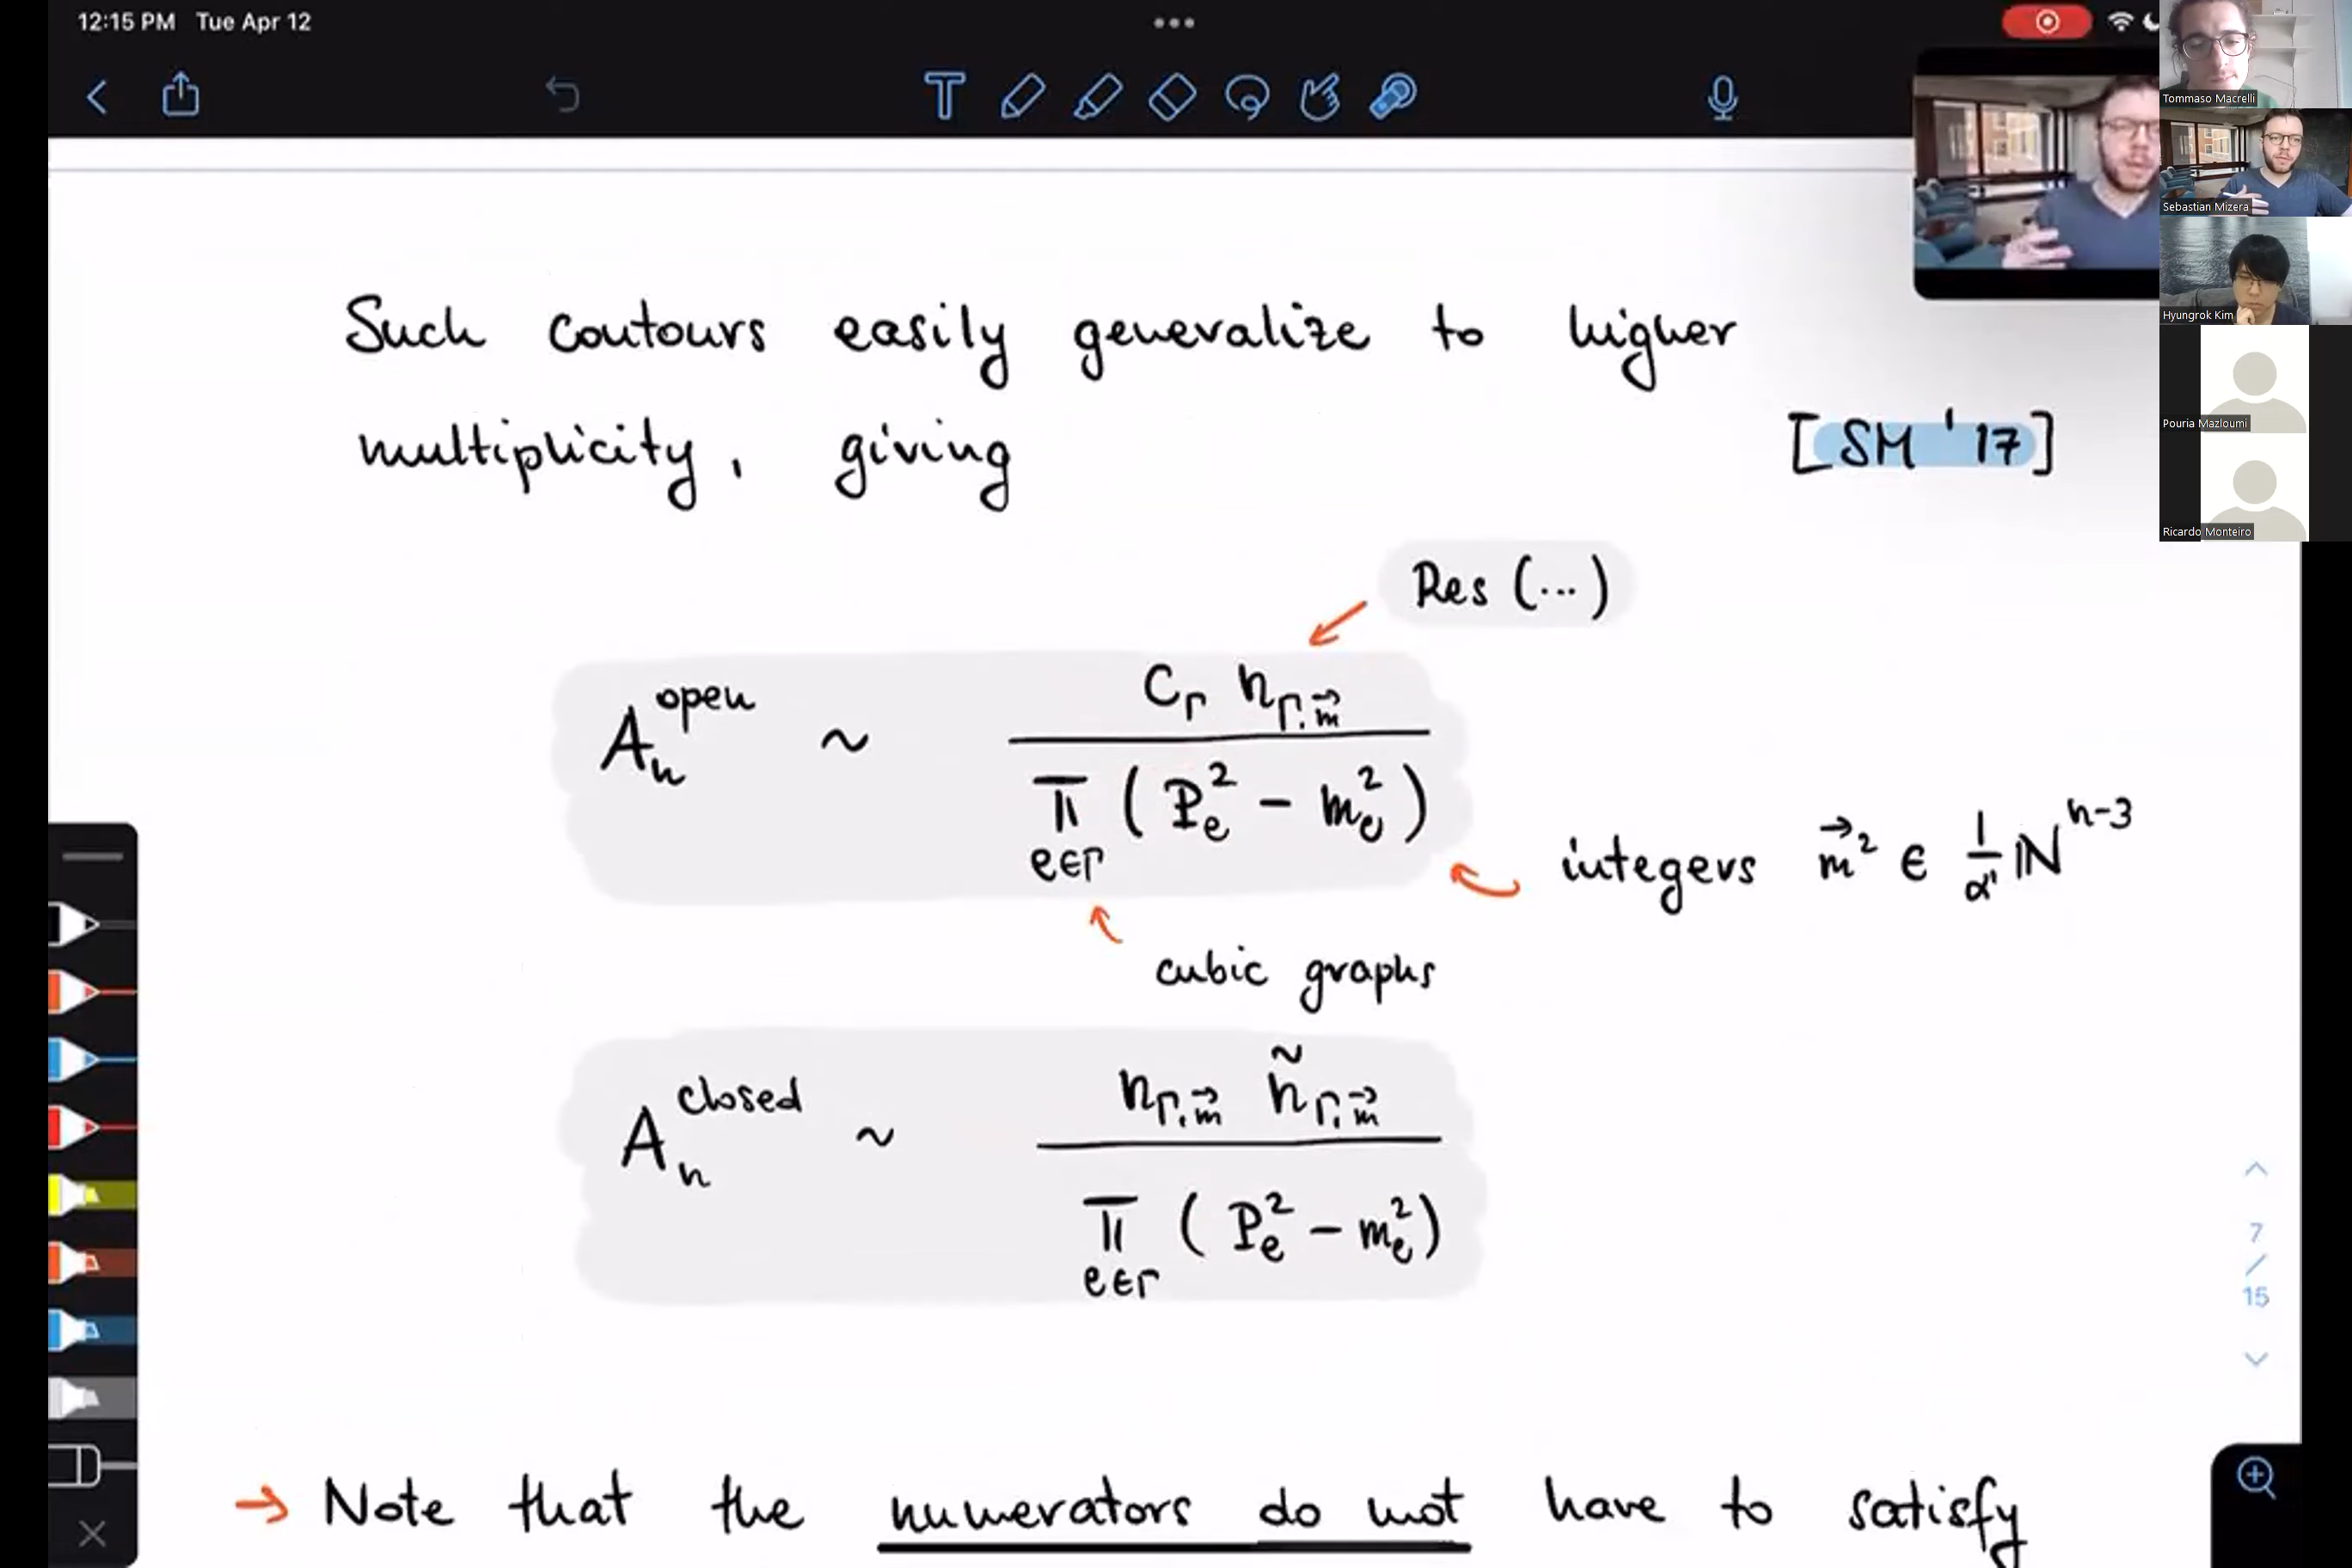 12:15 PM Tue Apr 12
Tommaso Macrelli
Sebastian Mizera
Hyungrok Kim
Pouria Mazloumi
Ricardo Monteiro
Such contours easily generalize to higher
multiplicity, giving
[SM '17]
Res (...)
A_n^open ~ C_Γ n_Γ,m⃗ / ∏_{e∈Γ} (P_e^2 − m_e^2)
integers m⃗^2 ∈ 1/α' ℕ^{n-3}
cubic graphs
A_n^closed ~ n_Γ,m⃗ ñ_Γ,m⃗ / ∏_{e∈Γ} (P_e^2 − m_e^2)
7
/
15
→ Note that the numerators do not have to satisfy